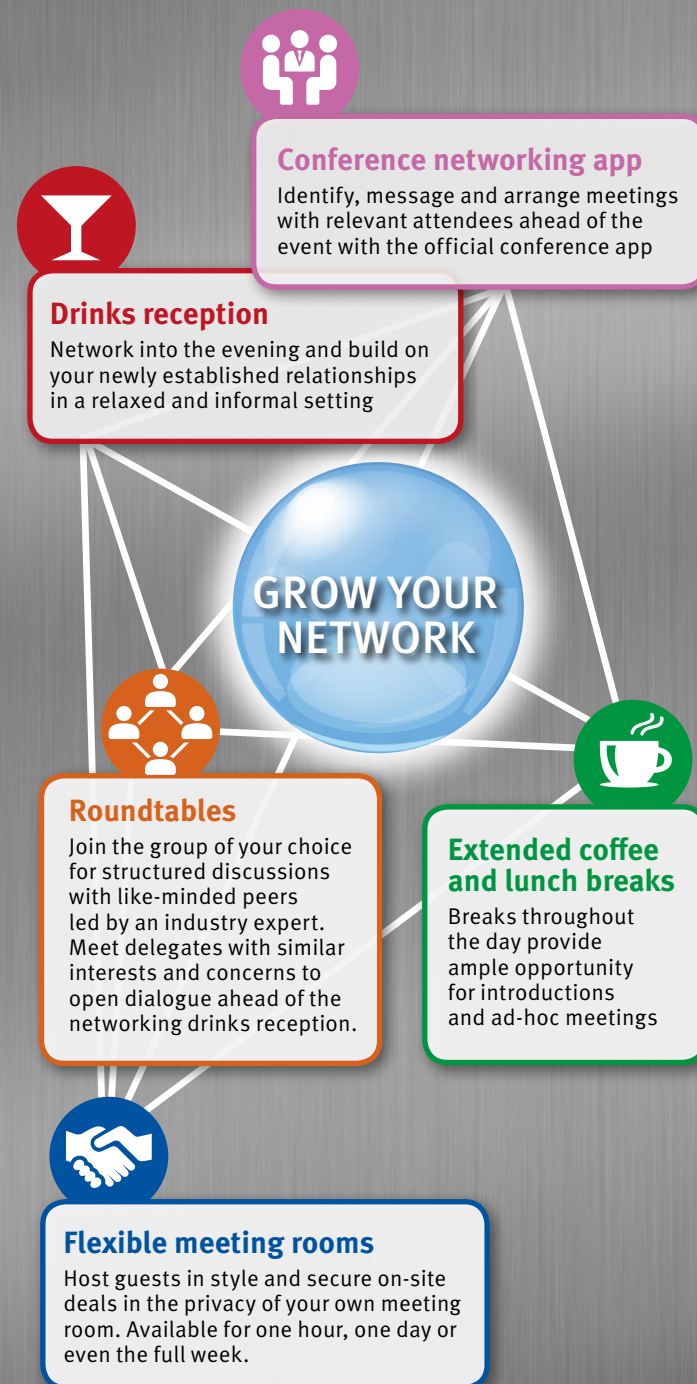 Conference networking app
Identify, message and arrange meetings
with relevant attendees ahead of the
event with the official conference app
Drinks reception
Network into the evening and build on
your newly established relationships
in a relaxed and informal setting
GROW YOUR
NETWORK
Roundtables
Join the group of your choice
for structured discussions
with like-minded peers
led by an industry expert.
Meet delegates with similar
interests and concerns to
open dialogue ahead of the
networking drinks reception.
Extended coffee
and lunch breaks
Breaks throughout
the day provide
ample opportunity
for introductions
and ad-hoc meetings
Flexible meeting rooms
Host guests in style and secure on-site
deals in the privacy of your own meeting
room. Available for one hour, one day or
even the full week.